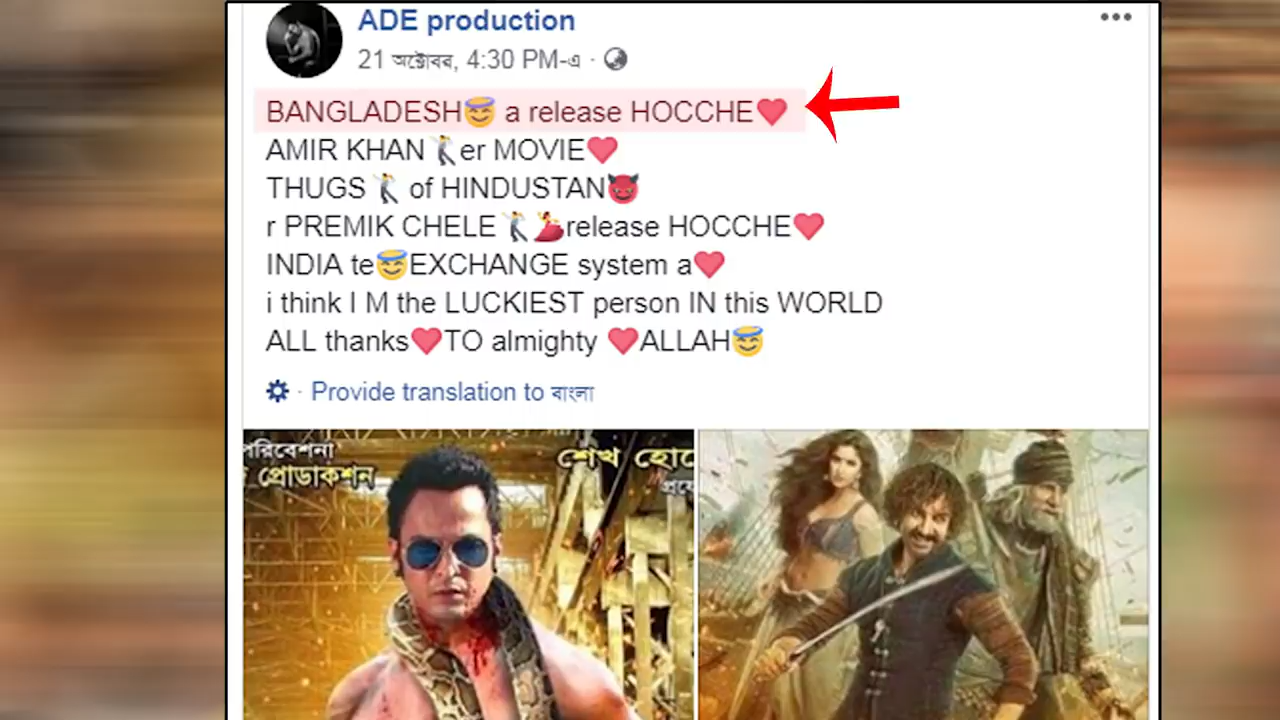 ADE production
21 অক্টোবর, 4:30 PM-এ ·
BANGLADESH😇 a release HOCCHE❤️
AMIR KHAN🕺er MOVIE❤️
THUGS🕺 of HINDUSTAN😈
r PREMIK CHELE🕺💃release HOCCHE❤️
INDIA te😇EXCHANGE system a❤️
i think I M the LUCKIEST person IN this WORLD
ALL thanks❤️TO almighty ❤️ALLAH😇
· Provide translation to বাংলা
পরিবেশনা
প্রোডাকশন
শেখ